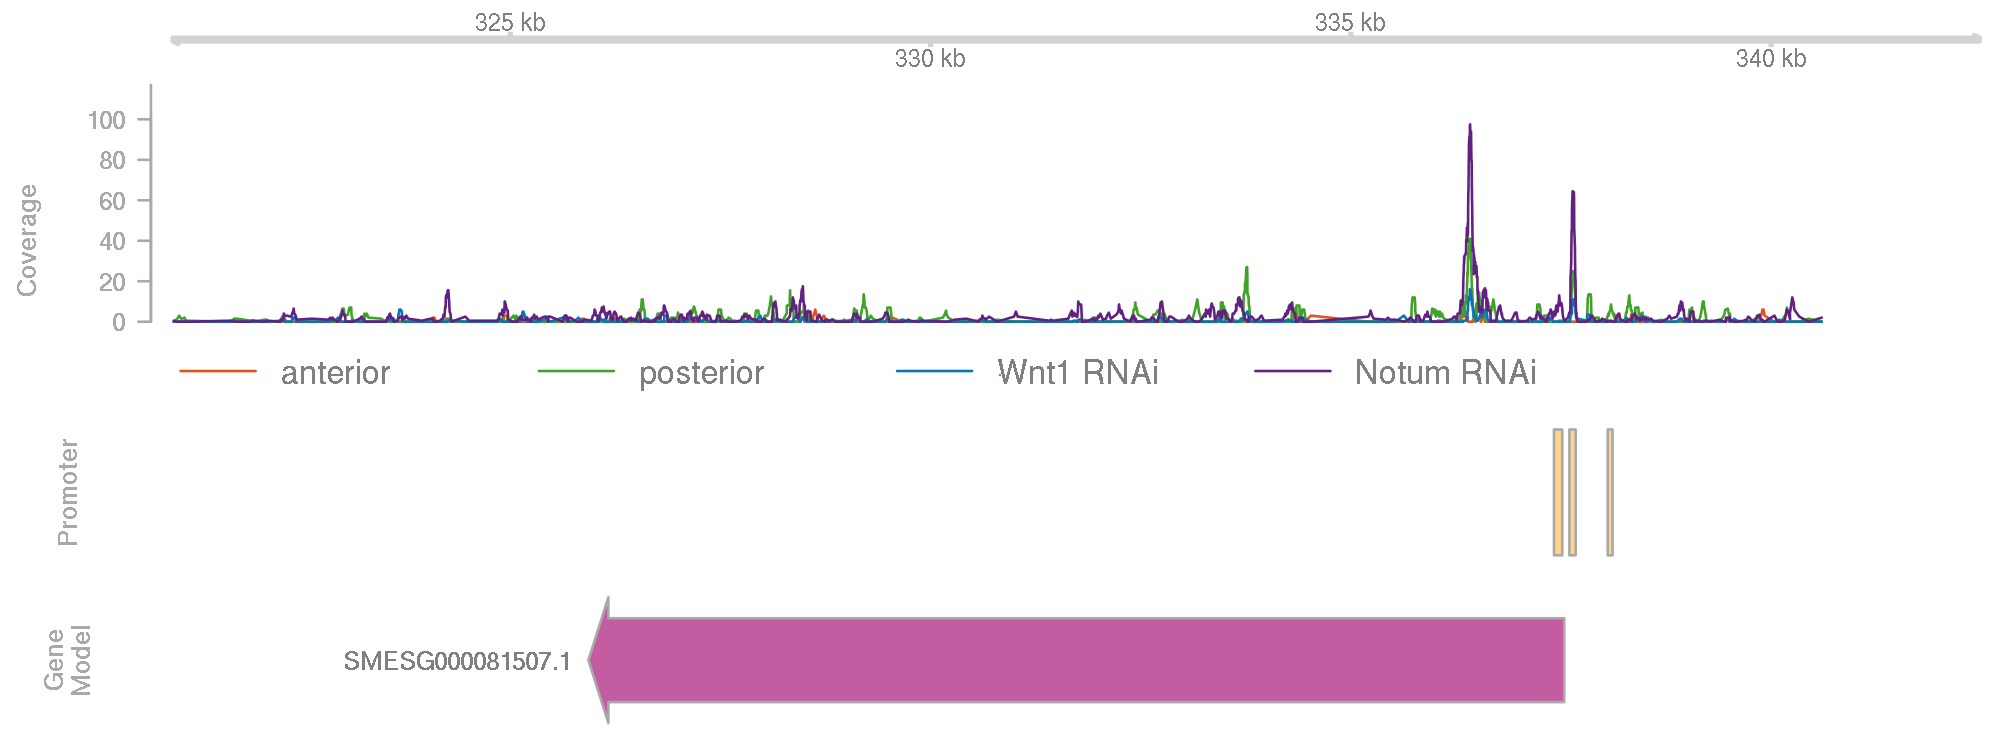 325 kb
335 kb
330 kb
340 kb
Coverage
100
80
60
40
20
0
anterior
posterior
Wnt1 RNAi
Notum RNAi
Promoter
Gene
Model
SMESG000081507.1